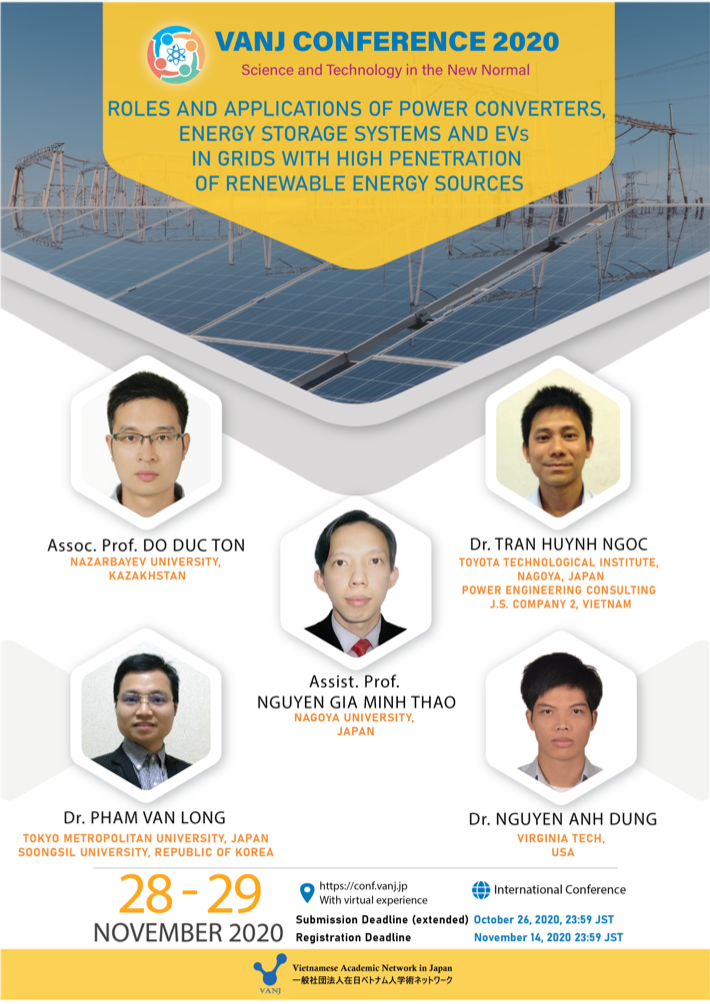 VANJ CONFERENCE 2020
Science and Technology in the New Normal
ROLES AND APPLICATIONS OF POWER CONVERTERS,
ENERGY STORAGE SYSTEMS AND EVs
IN GRIDS WITH HIGH PENETRATION
OF RENEWABLE ENERGY SOURCES
Assoc. Prof. DO DUC TON
NAZARBAYEV UNIVERSITY,
KAZAKHSTAN
Dr. TRAN HUYNH NGOC
TOYOTA TECHNOLOGICAL INSTITUTE,
NAGOYA, JAPAN
POWER ENGINEERING CONSULTING
J.S. COMPANY 2, VIETNAM
Assist. Prof.
NGUYEN GIA MINH THAO
NAGOYA UNIVERSITY,
JAPAN
Dr. PHAM VAN LONG
TOKYO METROPOLITAN UNIVERSITY, JAPAN
SOONGSIL UNIVERSITY, REPUBLIC OF KOREA
Dr. NGUYEN ANH DUNG
VIRGINIA TECH,
USA
28 - 29
NOVEMBER 2020
https://conf.vanj.jp
With virtual experience
International Conference
Submission Deadline (extended) October 26, 2020, 23:59 JST
Registration Deadline November 14, 2020 23:59 JST
VANJ
Vietnamese Academic Network in Japan
一般社団法人在日ベトナム人学術ネットワーク